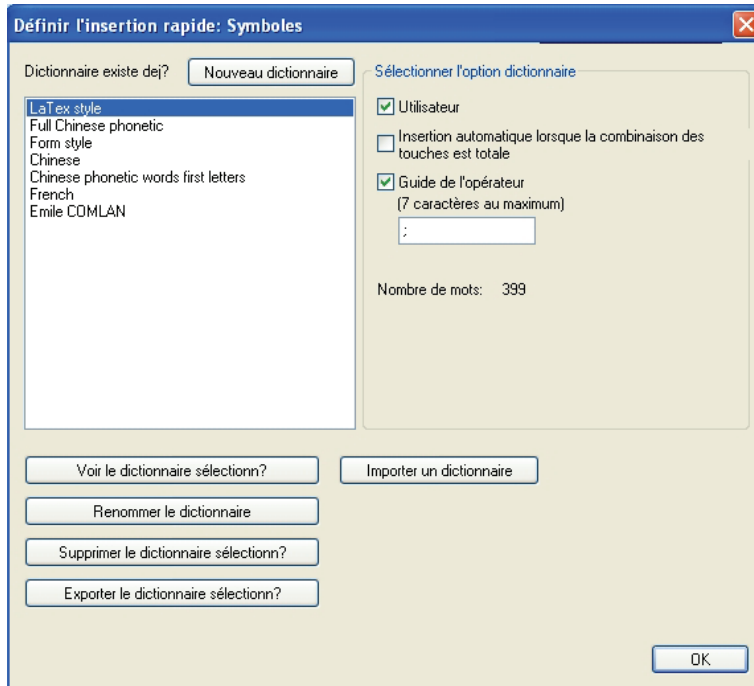 Définir l'insertion rapide: Symboles
Dictionnaire existe dej?
Nouveau dictionnaire
LaTex style
Full Chinese phonetic
Form style
Chinese
Chinese phonetic words first letters
French
Emile COMLAN
Sélectionner l'option dictionnaire
Utilisateur
Insertion automatique lorsque la combinaison des
touches est totale
Guide de l'opérateur
(7 caractères au maximum)
;
Nombre de mots: 399
Voir le dictionnaire sélectionn?
Importer un dictionnaire
Renommer le dictionnaire
Supprimer le dictionnaire sélectionn?
Exporter le dictionnaire sélectionn?
OK